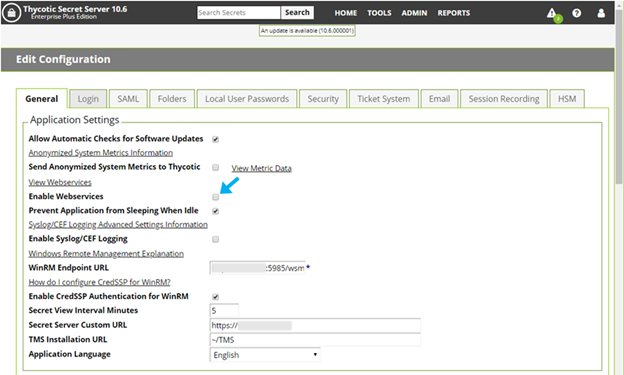 Thycotic Secret Server 10.6
Enterprise Plus Edition
Search Secrets Search HOME TOOLS ADMIN REPORTS
An update is available (10.6.000001)
Edit Configuration
General Login SAML Folders Local User Passwords Security Ticket System Email Session Recording HSM
Application Settings
Allow Automatic Checks for Software Updates
Anonymized System Metrics Information
Send Anonymized System Metrics to Thycotic View Metric Data
View Webservices
Enable Webservices
Prevent Application from Sleeping When Idle
Syslog/CEF Logging Advanced Settings Information
Enable Syslog/CEF Logging
Windows Remote Management Explanation
WinRM Endpoint URL :5985/wsm *
How do I configure CredSSP for WinRM?
Enable CredSSP Authentication for WinRM
Secret View Interval Minutes 5
Secret Server Custom URL https://
TMS Installation URL ~/TMS
Application Language English